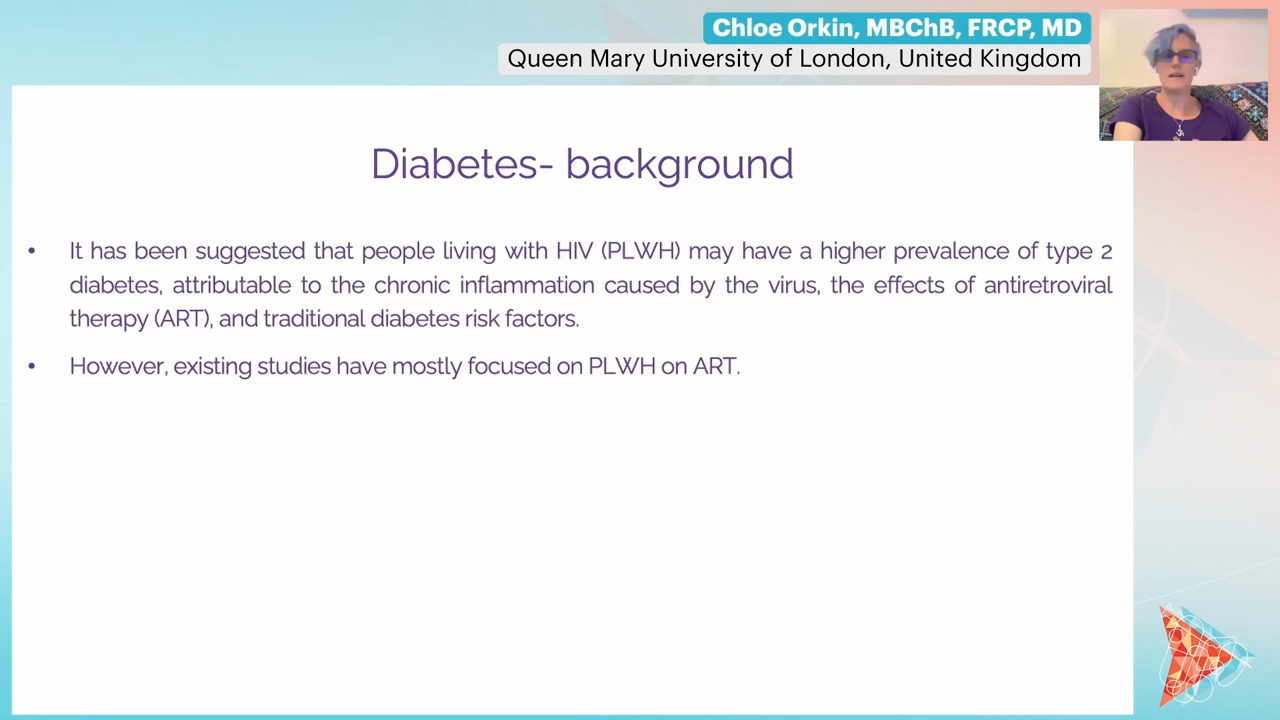 Chloe Orkin, MBChB, FRCP, MD
Queen Mary University of London, United Kingdom
Diabetes- background
• It has been suggested that people living with HIV (PLWH) may have a higher prevalence of type 2
diabetes, attributable to the chronic inflammation caused by the virus, the effects of antiretroviral
therapy (ART), and traditional diabetes risk factors.
• However, existing studies have mostly focused on PLWH on ART.